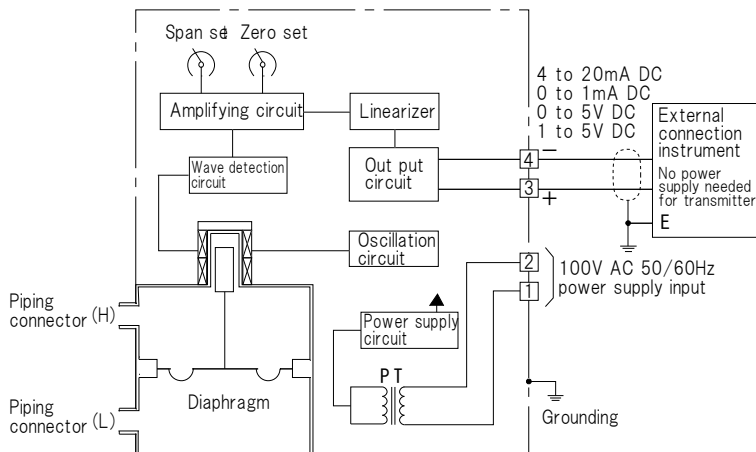 Span set Zero set
Amplifying circuit
Linearizer
Wave detection
circuit
Out put
circuit
Oscillation
circuit
4 to 20mA DC
0 to 1mA DC
0 to 5V DC
1 to 5V DC
4 −
3 +
External
connection
instrument
No power
supply needed
for transmitter
E
2
1
100V AC 50/60Hz
power supply input
Piping
connector (H)
Power supply
circuit
P T
Diaphragm
Piping
connector (L)
Grounding